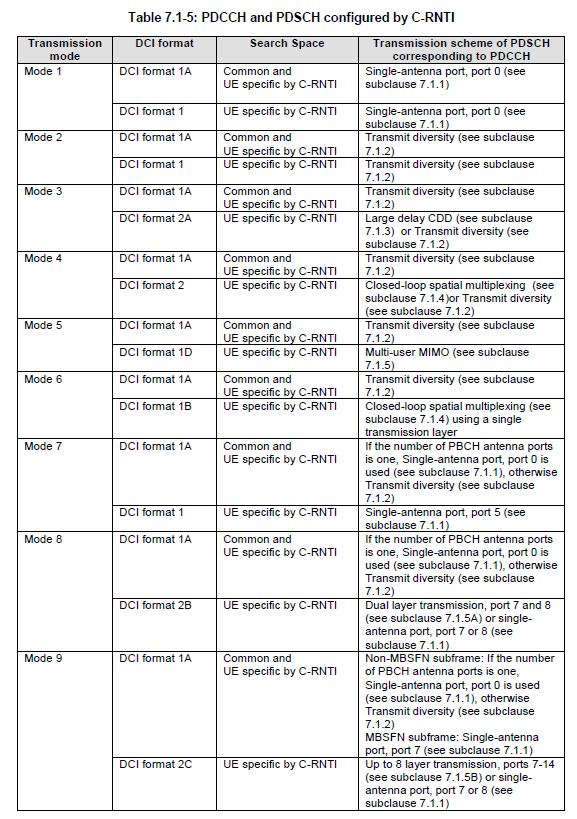 Table 7.1-5: PDCCH and PDSCH configured by C-RNTI
Transmission mode | DCI format | Search Space | Transmission scheme of PDSCH corresponding to PDCCH
Mode 1
DCI format 1A
Common and
UE specific by C-RNTI
Single-antenna port, port 0 (see
subclause 7.1.1)
DCI format 1
UE specific by C-RNTI
Single-antenna port, port 0 (see
subclause 7.1.1)
Mode 2
DCI format 1A
Common and
UE specific by C-RNTI
Transmit diversity (see subclause
7.1.2)
DCI format 1
UE specific by C-RNTI
Transmit diversity (see subclause
7.1.2)
Mode 3
DCI format 1A
Common and
UE specific by C-RNTI
Transmit diversity (see subclause
7.1.2)
DCI format 2A
UE specific by C-RNTI
Large delay CDD (see subclause
7.1.3) or Transmit diversity (see
subclause 7.1.2)
Mode 4
DCI format 1A
Common and
UE specific by C-RNTI
Transmit diversity (see subclause
7.1.2)
DCI format 2
UE specific by C-RNTI
Closed-loop spatial multiplexing (see
subclause 7.1.4)or Transmit diversity
(see subclause 7.1.2)
Mode 5
DCI format 1A
Common and
UE specific by C-RNTI
Transmit diversity (see subclause
7.1.2)
DCI format 1D
UE specific by C-RNTI
Multi-user MIMO (see subclause
7.1.5)
Mode 6
DCI format 1A
Common and
UE specific by C-RNTI
Transmit diversity (see subclause
7.1.2)
DCI format 1B
UE specific by C-RNTI
Closed-loop spatial multiplexing (see
subclause 7.1.4) using a single
transmission layer
Mode 7
DCI format 1A
Common and
UE specific by C-RNTI
If the number of PBCH antenna ports
is one, Single-antenna port, port 0 is
used (see subclause 7.1.1), otherwise
Transmit diversity (see subclause
7.1.2)
DCI format 1
UE specific by C-RNTI
Single-antenna port, port 5 (see
subclause 7.1.1)
Mode 8
DCI format 1A
Common and
UE specific by C-RNTI
If the number of PBCH antenna ports
is one, Single-antenna port, port 0 is
used (see subclause 7.1.1), otherwise
Transmit diversity (see subclause
7.1.2)
DCI format 2B
UE specific by C-RNTI
Dual layer transmission, port 7 and 8
(see subclause 7.1.5A) or single-
antenna port, port 7 or 8 (see
subclause 7.1.1)
Mode 9
DCI format 1A
Common and
UE specific by C-RNTI
Non-MBSFN subframe: If the number
of PBCH antenna ports is one,
Single-antenna port, port 0 is used
(see subclause 7.1.1), otherwise
Transmit diversity (see subclause
7.1.2)
MBSFN subframe: Single-antenna
port, port 7 (see subclause 7.1.1)
DCI format 2C
UE specific by C-RNTI
Up to 8 layer transmission, ports 7-14
(see subclause 7.1.5B) or single-
antenna port, port 7 or 8 (see
subclause 7.1.1)